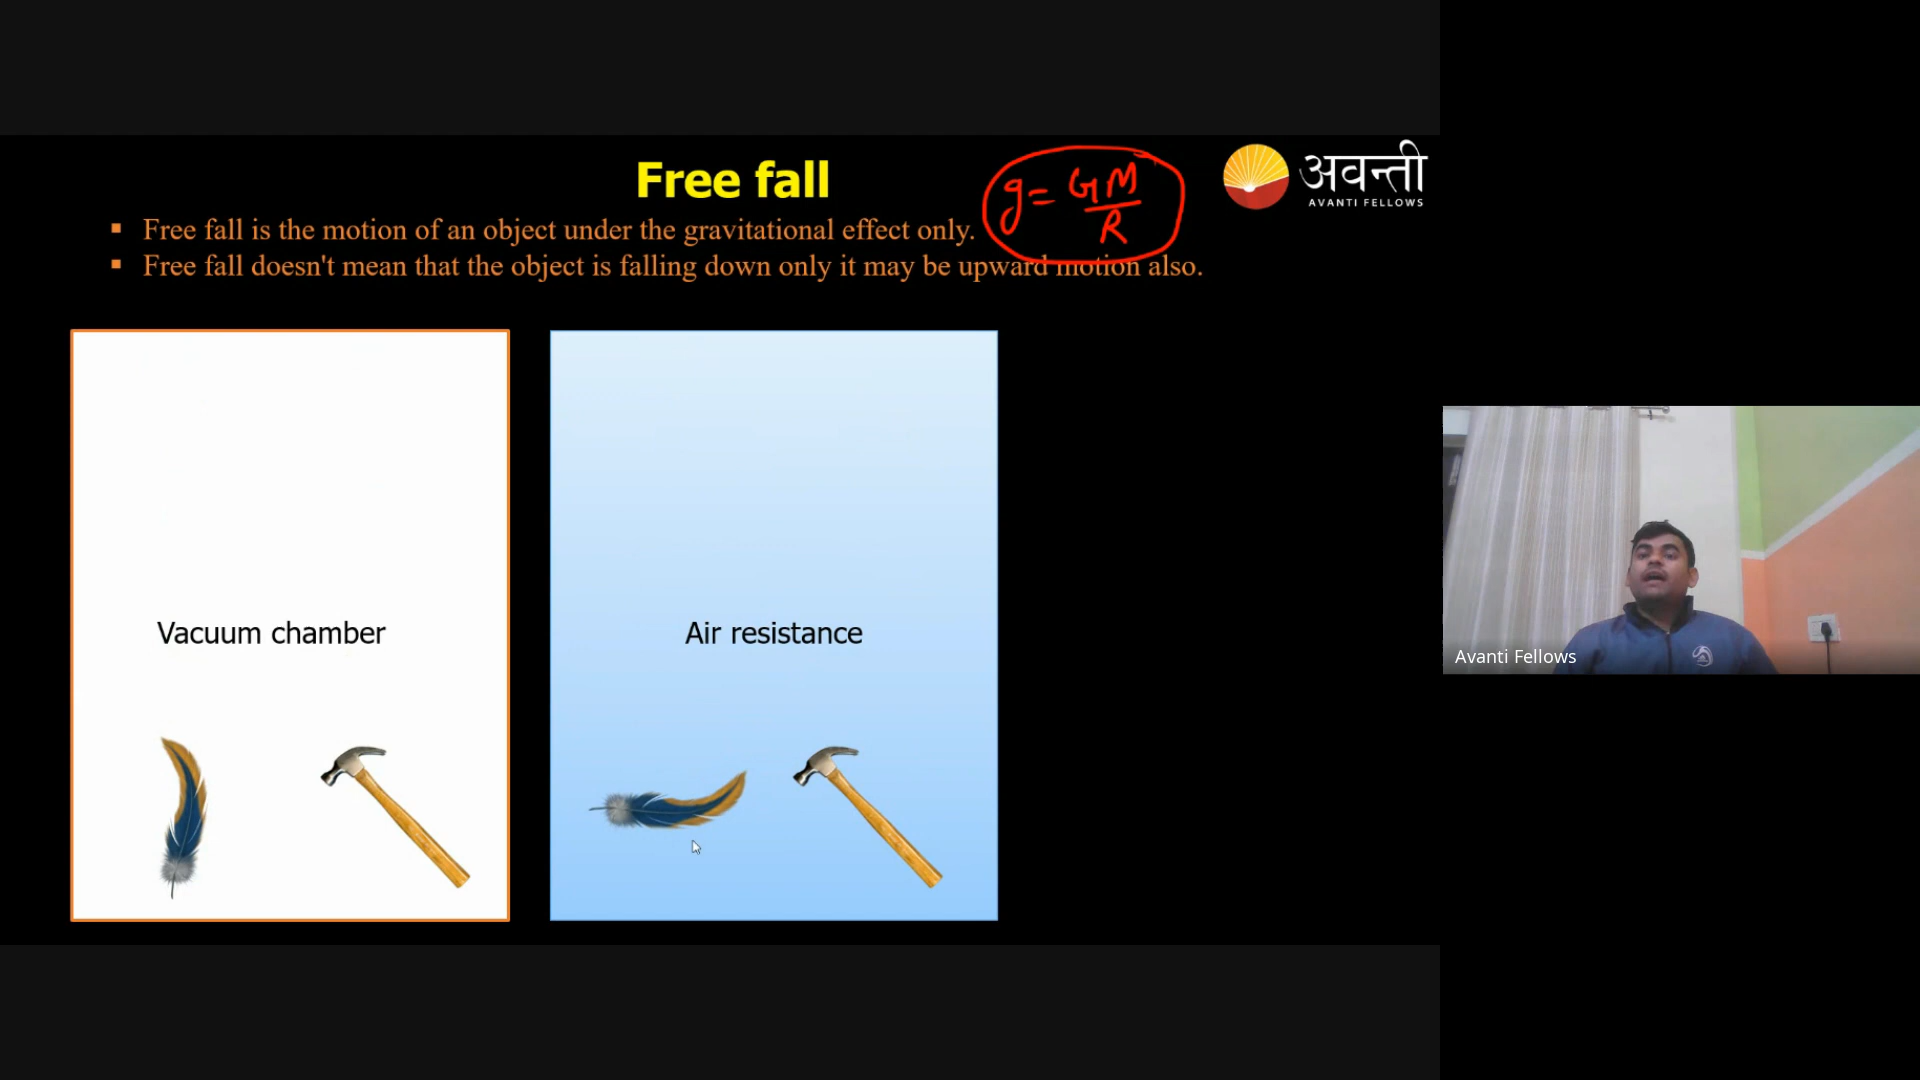 Free fall
g = GM
R
अवन्ती
AVANTI FELLOWS
▪ Free fall is the motion of an object under the gravitational effect only.
▪ Free fall doesn't mean that the object is falling down only it may be upward motion also.
Vacuum chamber
Air resistance
Avanti Fellows